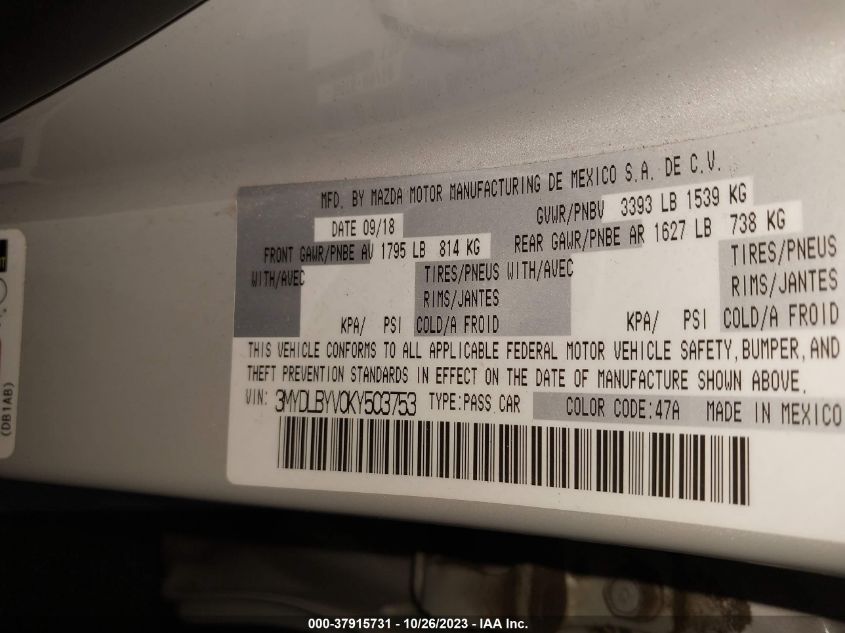 MFD. BY MAZDA MOTOR MANUFACTURING DE MEXICO S.A. DE C.V.
DATE 09/18 GVWR/PNBV 3393 LB 1539 KG
FRONT GAWR/PNBE AV 1795 LB 814 KG REAR GAWR/PNBE AR 1627 LB 738 KG
WITH/AVEC TIRES/PNEUS WITH/AVEC TIRES/PNEUS
RIMS/JANTES RIMS/JANTES
KPA/ PSI COLD/A FROID KPA/ PSI COLD/A FROID
THIS VEHICLE CONFORMS TO ALL APPLICABLE FEDERAL MOTOR VEHICLE SAFETY, BUMPER, AND
THEFT PREVENTION STANDARDS IN EFFECT ON THE DATE OF MANUFACTURE SHOWN ABOVE.
VIN: 3MYDLBYV0KY503753 TYPE:PASS CAR COLOR CODE:47A MADE IN MEXICO
(DB1AB)
000-37915731 - 10/26/2023 - IAA Inc.